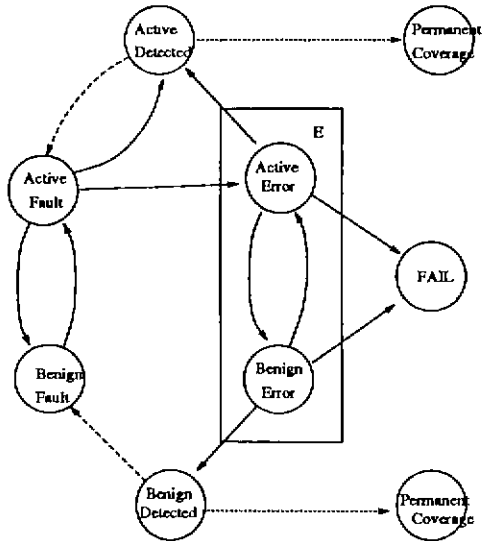 Active
Detected
Permanent
Coverage
E
Active
Error
Active
Fault
FAIL
Benign
Fault
Benign
Error
Benign
Detected
Permanent
Coverage